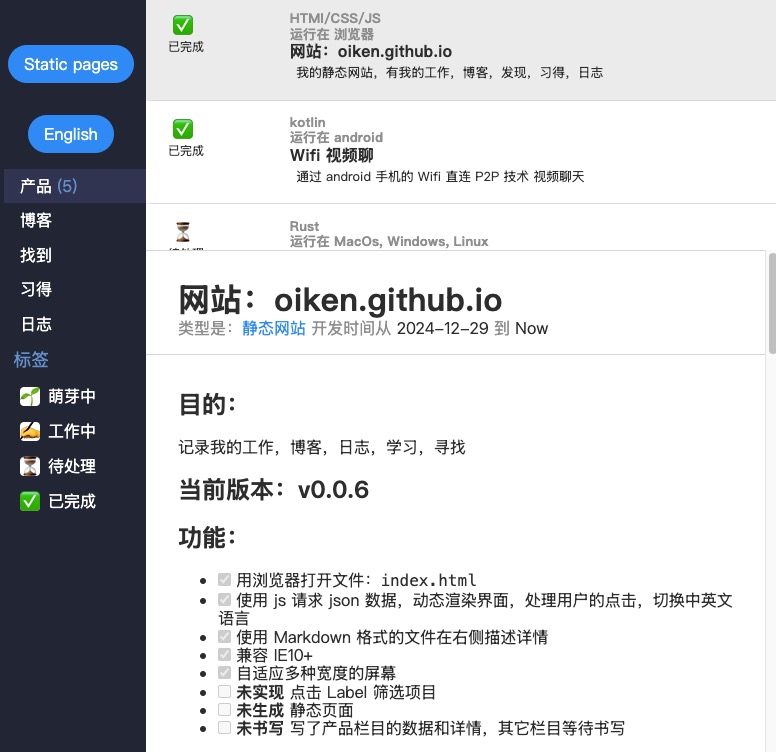 Static pages
English
产品 (5)
博客
找到
习得
日志
标签
萌芽中
工作中
待处理
已完成
已完成
HTMl/CSS/JS
运行在 浏览器
网站：oiken.github.io
我的静态网站，有我的工作，博客，发现，习得，日志
已完成
kotlin
运行在 android
Wifi 视频聊
通过 android 手机的 Wifi 直连 P2P 技术 视频聊天
Rust
运行在 MacOs, Windows, Linux
网站：oiken.github.io
类型是：静态网站 开发时间从 2024-12-29 到 Now
目的：
记录我的工作，博客，日志，学习，寻找
当前版本：v0.0.6
功能：
用浏览器打开文件：index.html
使用 js 请求 json 数据，动态渲染界面，处理用户的点击，切换中英文
语言
使用 Markdown 格式的文件在右侧描述详情
兼容 IE10+
自适应多种宽度的屏幕
未实现 点击 Label 筛选项目
未生成 静态页面
未书写 写了产品栏目的数据和详情，其它栏目等待书写